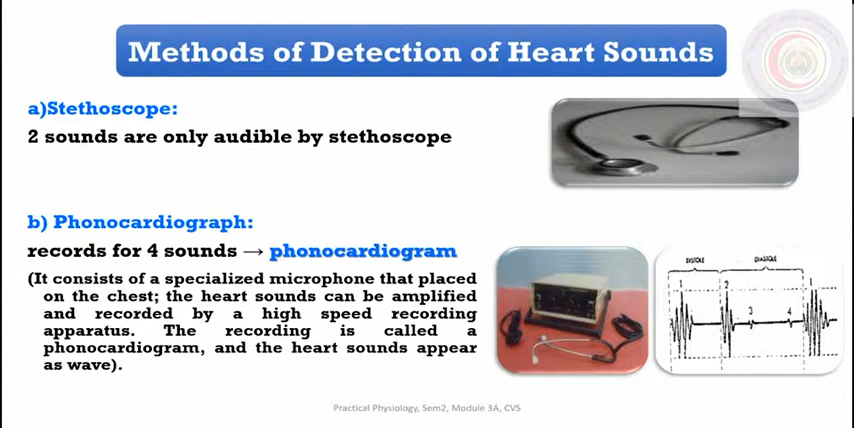 Methods of Detection of Heart Sounds
a)Stethoscope:
2 sounds are only audible by stethoscope
b) Phonocardiograph:
records for 4 sounds → phonocardiogram
(It consists of a specialized microphone that placed
on the chest; the heart sounds can be amplified
and recorded by a high speed recording
apparatus. The recording is called a
phonocardiogram, and the heart sounds appear
as wave).
SYSTOLE DIASTOLE
1 2 3 4 1
Practical Physiology, Sem2, Module 3A, CVS